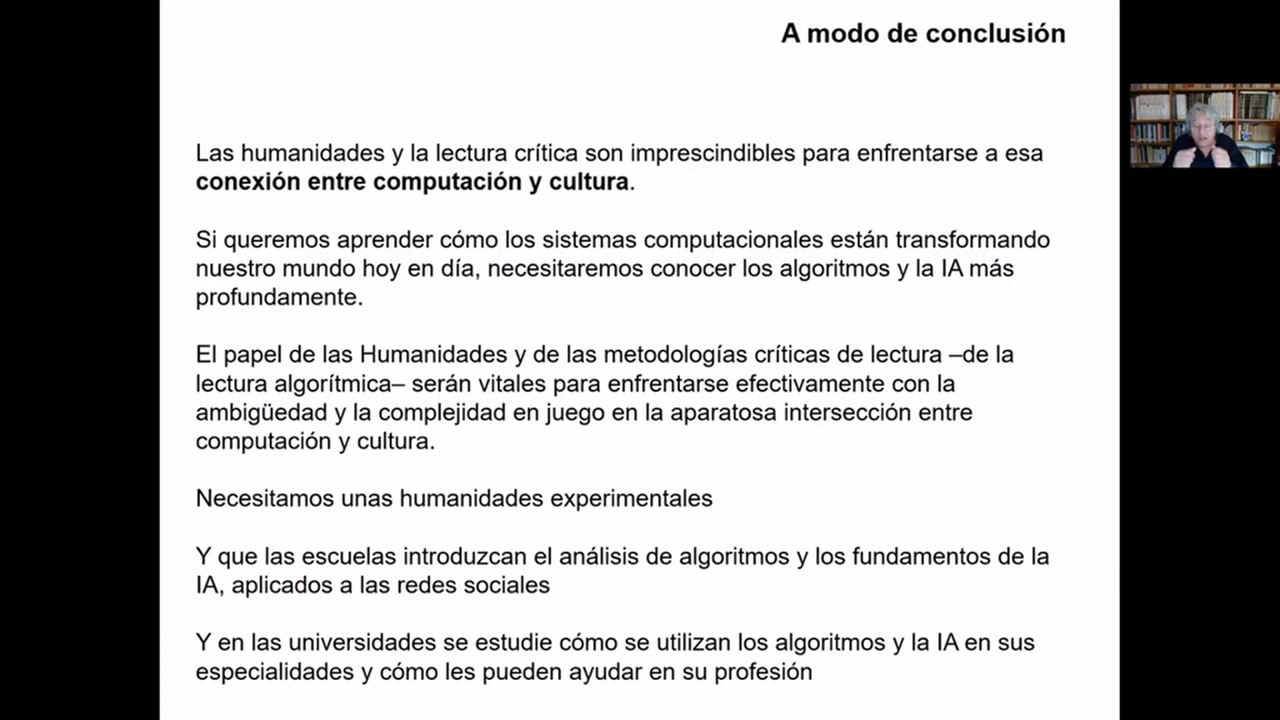 A modo de conclusión
Las humanidades y la lectura crítica son imprescindibles para enfrentarse a esa
conexión entre computación y cultura.
Si queremos aprender cómo los sistemas computacionales están transformando
nuestro mundo hoy en día, necesitaremos conocer los algoritmos y la IA más
profundamente.
El papel de las Humanidades y de las metodologías críticas de lectura –de la
lectura algorítmica– serán vitales para enfrentarse efectivamente con la
ambigüedad y la complejidad en juego en la aparatosa intersección entre
computación y cultura.
Necesitamos unas humanidades experimentales
Y que las escuelas introduzcan el análisis de algoritmos y los fundamentos de la
IA, aplicados a las redes sociales
Y en las universidades se estudie cómo se utilizan los algoritmos y la IA en sus
especialidades y cómo les pueden ayudar en su profesión